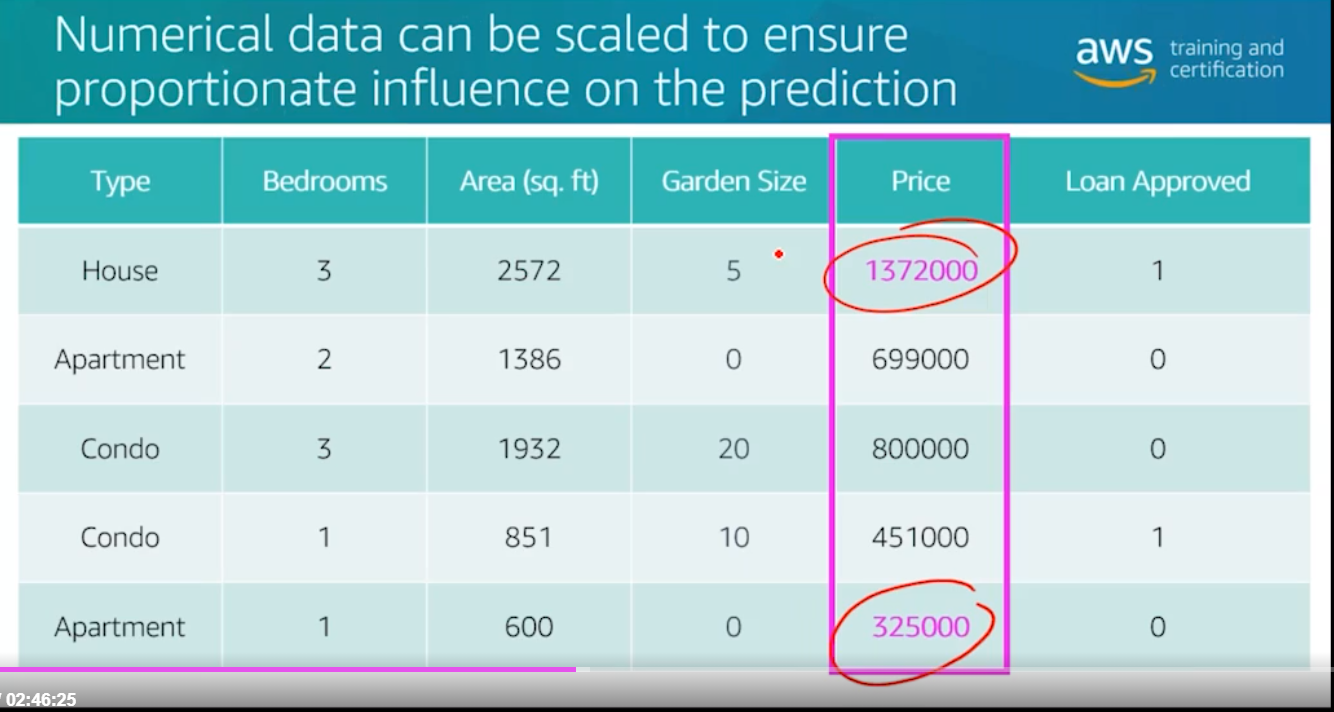 Numerical data can be scaled to ensure
proportionate influence on the prediction
aws training and
certification
Type Bedrooms Area (sq. ft) Garden Size Price Loan Approved
House 3 2572 5 1372000 1
Apartment 2 1386 0 699000 0
Condo 3 1932 20 800000 0
Condo 1 851 10 451000 1
Apartment 1 600 0 325000 0
/ 02:46:25